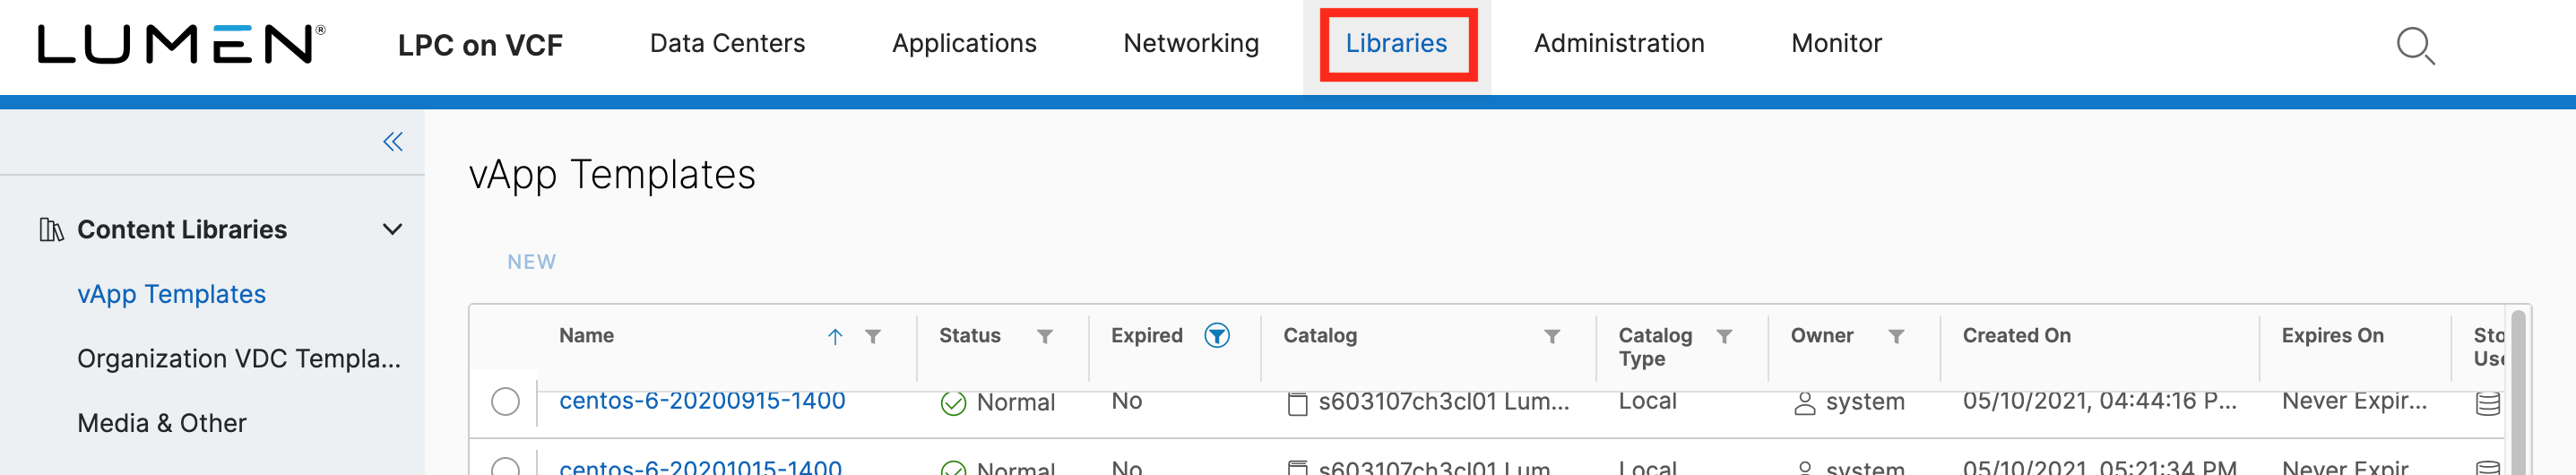 LUMEN® LPC on VCF Data Centers Applications Networking Libraries Administration Monitor
vApp Templates
Content Libraries
NEW
vApp Templates
Name Status Expired Catalog Catalog Type Owner Created On Expires On Sto Use
Organization VDC Templa...
centos-6-20200915-1400 Normal No s603107ch3cl01 Lum... Local system 05/10/2021, 04:44:16 P... Never Expir...
Media & Other
centos-6-20201015-1400 Normal No s603107ch3cl01 Lum Local system 05/10/2021, 05:21:34 PM Never Expir